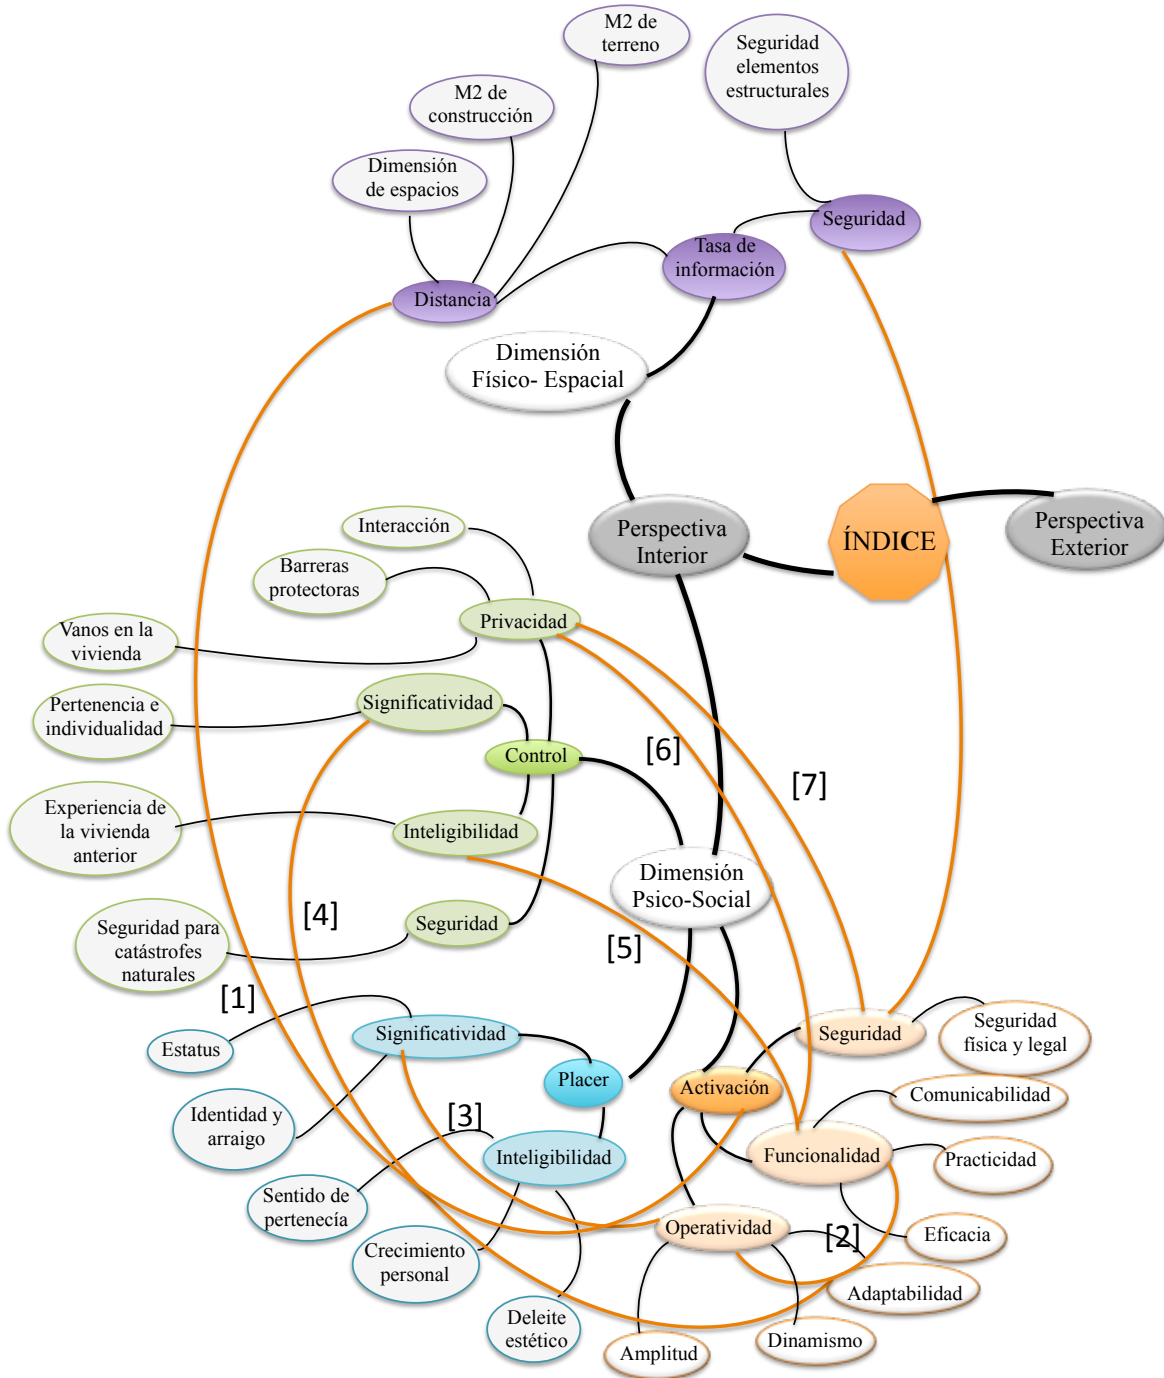 M2 de
terreno
Seguridad
elementos
estructurales
M2 de
construcción
Dimensión
de espacios
Seguridad
Tasa de
información
Distancia
Dimensión
Físico- Espacial
Interacción
Perspectiva
Interior
ÍNDICE
Perspectiva
Exterior
Barreras
protectoras
Privacidad
Vanos en la
vivienda
Pertenencia e
individualidad
Significatividad
Control
[6]
[7]
Experiencia de
la vivienda
anterior
Inteligibilidad
Dimensión
Psico-Social
Seguridad para
catástrofes
naturales
[4]
Seguridad
[5]
[1]
Estatus
Significatividad
Placer
Activación
Seguridad
Seguridad
física y legal
Comunicabilidad
Identidad y
arraigo
[3]
Inteligibilidad
Funcionalidad
Practicidad
Sentido de
pertenecía
Crecimiento
personal
Operatividad
[2]
Eficacia
Adaptabilidad
Deleite
estético
Amplitud
Dinamismo